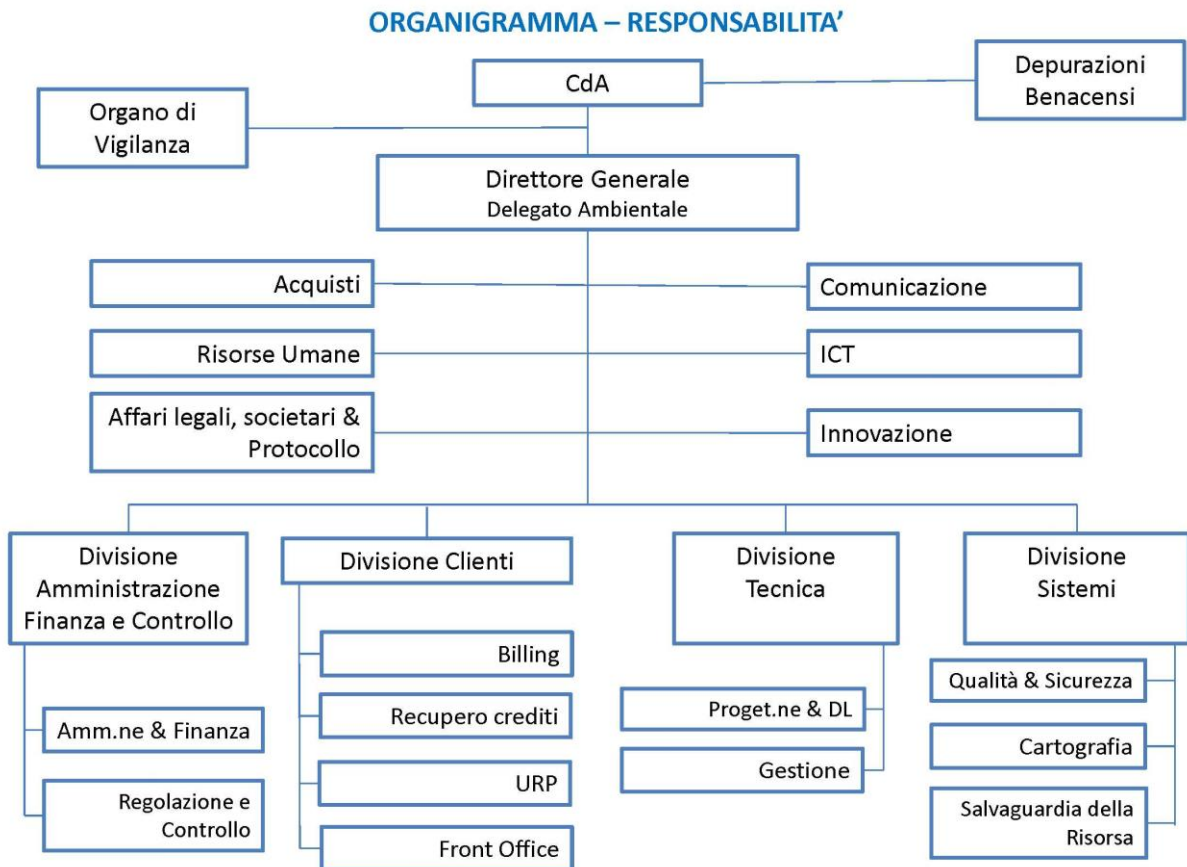 ORGANIGRAMMA – RESPONSABILITA’
CdA
Depurazioni
Benacensi
Organo di
Vigilanza
Direttore Generale
Delegato Ambientale
Acquisti
Comunicazione
Risorse Umane
ICT
Affari legali, societari &
Protocollo
Innovazione
Divisione
Amministrazione
Finanza e Controllo
Divisione Clienti
Divisione
Tecnica
Divisione
Sistemi
Amm.ne & Finanza
Regolazione e
Controllo
Billing
Recupero crediti
URP
Front Office
Proget.ne & DL
Gestione
Qualità & Sicurezza
Cartografia
Salvaguardia della
Risorsa